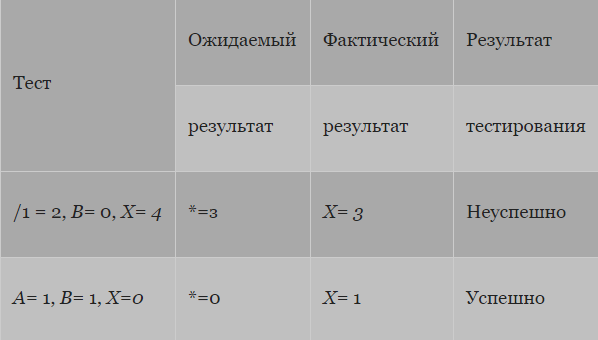 Тест
Ожидаемый
Фактический
Результат
результат
результат
тестирования
/1 = 2, B= 0, X= 4
*=3
X= 3
Неуспешно
A= 1, B= 1, X=0
*=0
X= 1
Успешно